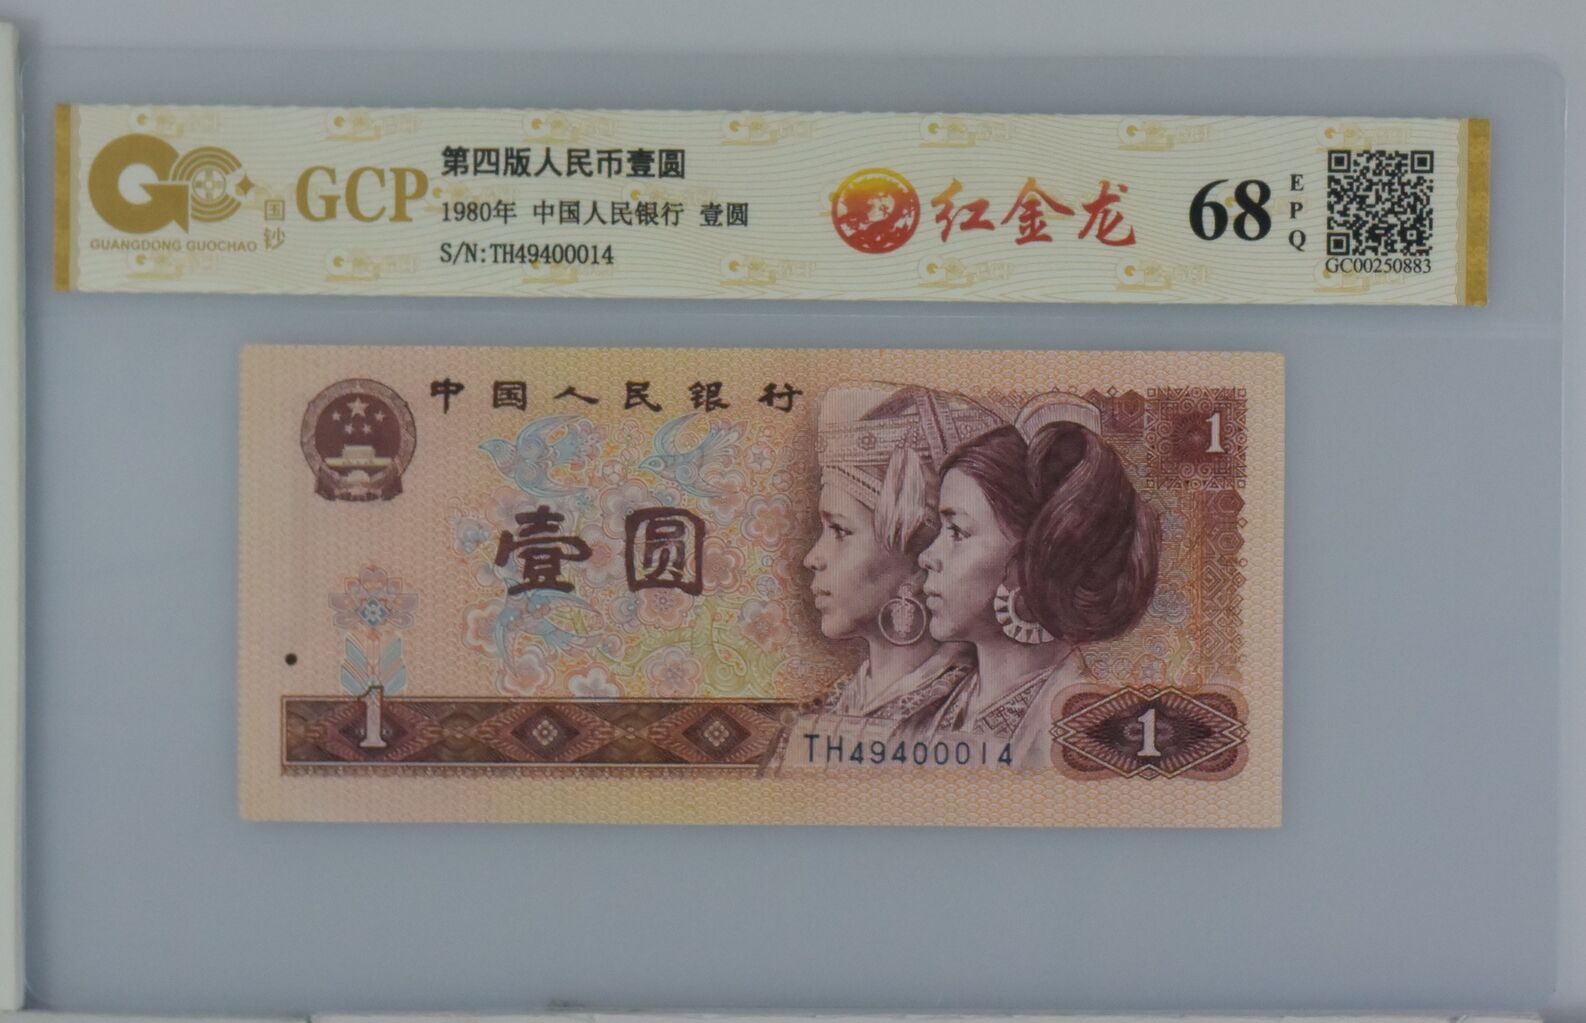 GUANGDONG GUOCHAO
国钞
GCP
第四版人民币壹圆
1980年 中国人民银行 壹圆
S/N:TH49400014
红金龙
68
EPQ
GC00250883
中国人民银行
1
壹圆
1
TH49400014
1